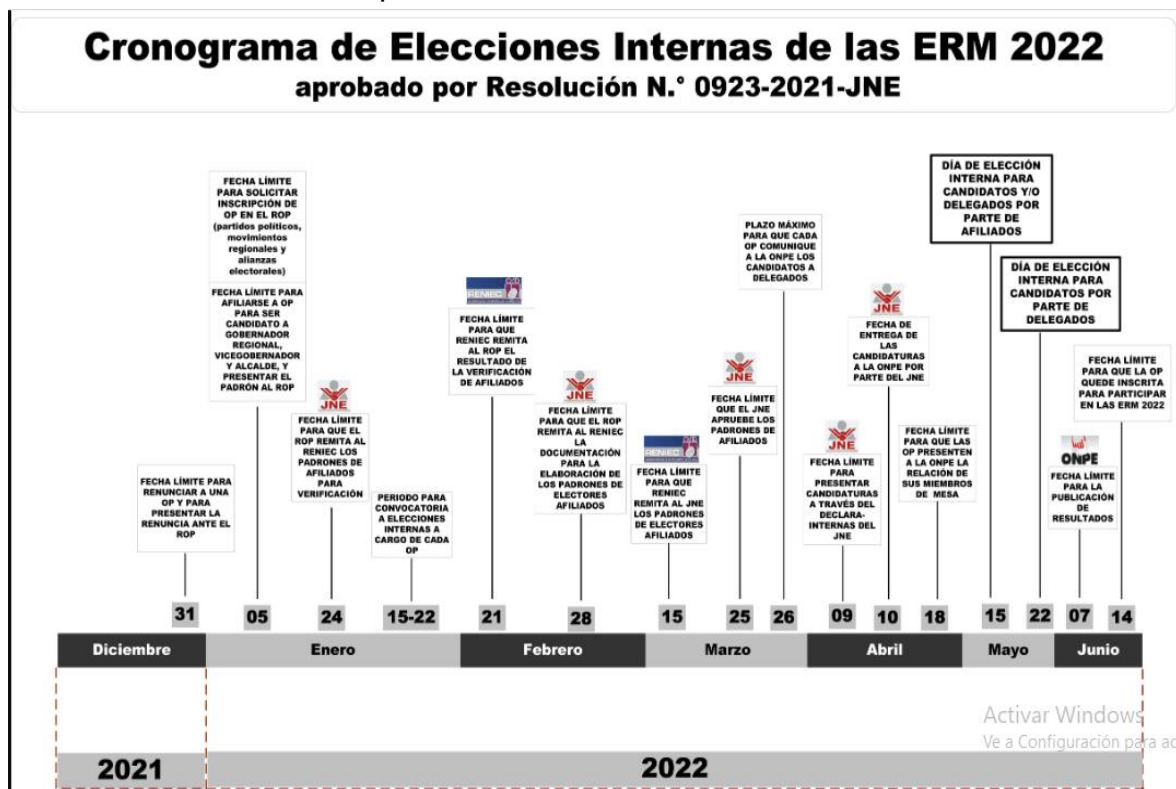 Cronograma de Elecciones Internas de las ERM 2022
aprobado por Resolución N.° 0923-2021-JNE
FECHA LÍMITE PARA
RENUNCIAR A UNA
OP Y PARA
PRESENTAR LA
RENUNCIA ANTE EL
ROP
FECHA LÍMITE
PARA SOLICITAR
INSCRIPCIÓN DE
OP EN EL ROP
(partidos políticos,
movimientos
regionales y
alianzas
electorales)
FECHA LÍMITE PARA
AFILIARSE A OP
PARA SER
CANDIDATO A
GOBERNADOR
REGIONAL,
VICEGOBERNADOR
Y ALCALDE, Y
PRESENTAR EL
PADRÓN AL ROP
JNE
FECHA LÍMITE
PARA QUE EL
ROP REMITA AL
RENIEC LOS
PADRONES DE
AFILIADOS
PARA
VERIFICACIÓN
PERIODO PARA
CONVOCATORIA
A ELECCIONES
INTERNAS A
CARGO DE CADA
OP
RENIEC
FECHA LÍMITE
PARA QUE
RENIEC REMITA
AL ROP EL
RESULTADO DE
LA VERIFICACIÓN
DE AFILIADOS
JNE
FECHA LÍMITE
PARA QUE EL ROP
REMITA AL RENIEC
LA
DOCUMENTACIÓN
PARA LA
ELABORACIÓN DE
LOS PADRONES DE
ELECTORES
AFILIADOS
RENIEC
FECHA LÍMITE
PARA QUE
RENIEC
REMITA AL JNE
LOS PADRONES
DE ELECTORES
AFILIADOS
JNE
FECHA LÍMITE
QUE EL JNE
APRUEBE LOS
PADRONES DE
AFILIADOS
PLAZO MÁXIMO
PARA QUE CADA
OP COMUNIQUE
A LA ONPE LOS
CANDIDATOS A
DELEGADOS
JNE
FECHA LÍMITE
PARA
PRESENTAR
CANDIDATURAS
A TRAVÉS DEL
DECLARA-
INTERNAS DEL
JNE
JNE
FECHA DE
ENTREGA DE
LAS
CANDIDATURAS
A LA ONPE POR
PARTE DEL JNE
FECHA LÍMITE
PARA QUE LAS
OP PRESENTEN
A LA ONPE LA
RELACIÓN DE
SUS MIEMBROS
DE MESA
DÍA DE ELECCIÓN
INTERNA PARA
CANDIDATOS Y/O
DELEGADOS POR
PARTE DE
AFILIADOS
DÍA DE ELECCIÓN
INTERNA PARA
CANDIDATOS POR
PARTE DE
DELEGADOS
ONPE
FECHA LÍMITE
PARA LA
PUBLICACIÓN
DE
RESULTADOS
FECHA LÍMITE
PARA QUE LA OP
QUEDE INSCRITA
PARA PARTICIPAR
EN LAS ERM 2022
31 05 24 15-22 21 28 15 25 26 09 10 18 15 22 07 14
Diciembre Enero Febrero Marzo Abril Mayo Junio
Activar Windows
Ve a Configuración para ac
2021 2022